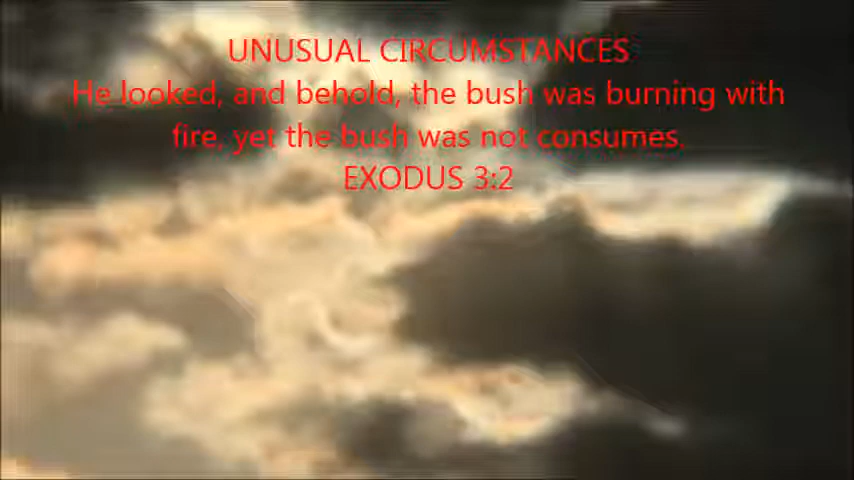 UNUSUAL CIRCUMSTANCES
He looked, and behold, the bush was burning with
fire, yet the bush was not consumes.
EXODUS 3:2